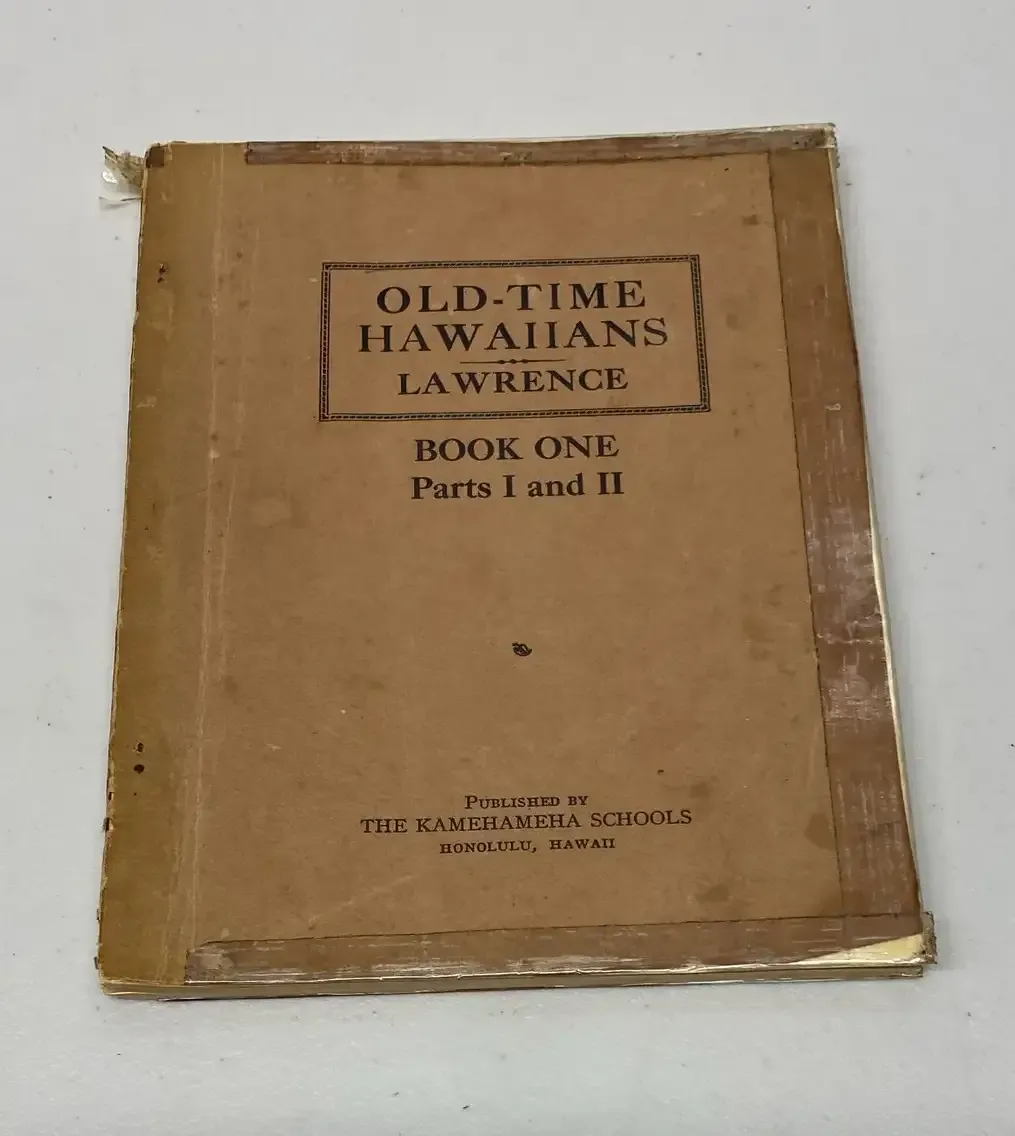 OLD-TIME
HAWAIIANS
LAWRENCE
BOOK ONE
Parts I and II
PUBLISHED BY
THE KAMEHAMEHA SCHOOLS
HONOLULU, HAWAII